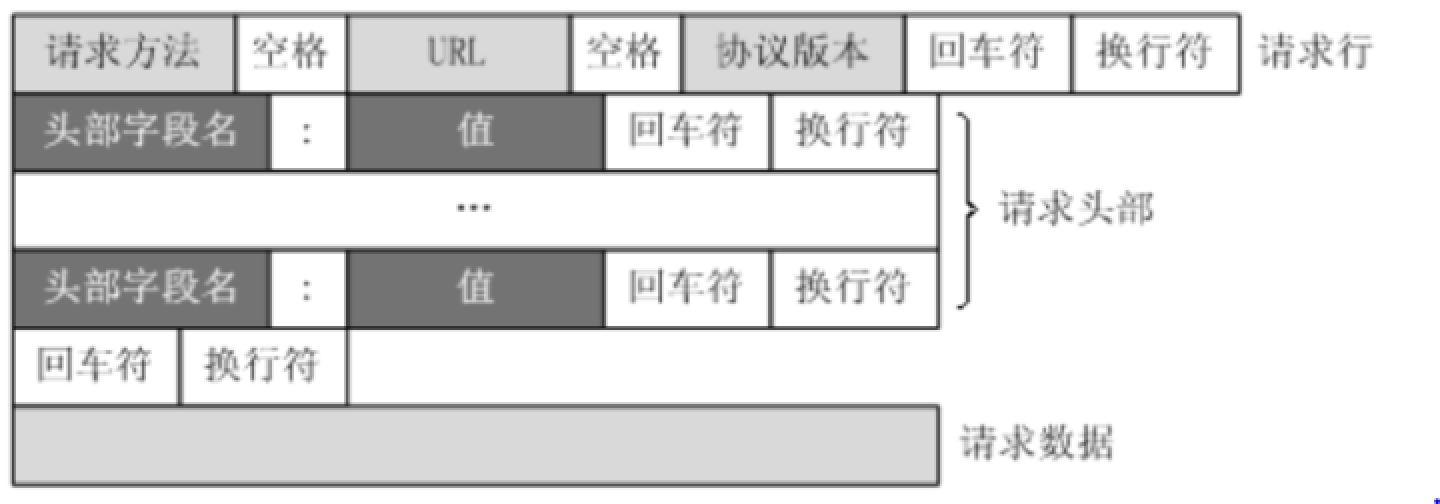 请求方法 空格 URL 空格 协议版本 回车符 换行符 请求行
头部字段名 : 值 回车符 换行符
... 请求头部
头部字段名 : 值 回车符 换行符
回车符 换行符
请求数据